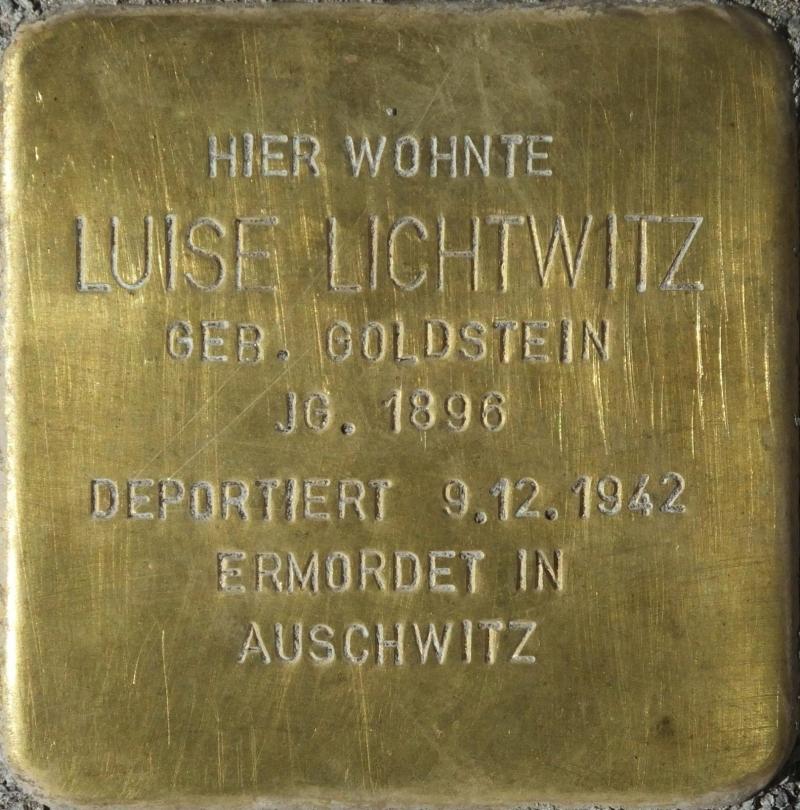 HIER WOHNTE
LUISE LICHTWITZ
GEB. GOLDSTEIN
JG. 1896
DEPORTIERT 9.12.1942
ERMORDET IN
AUSCHWITZ